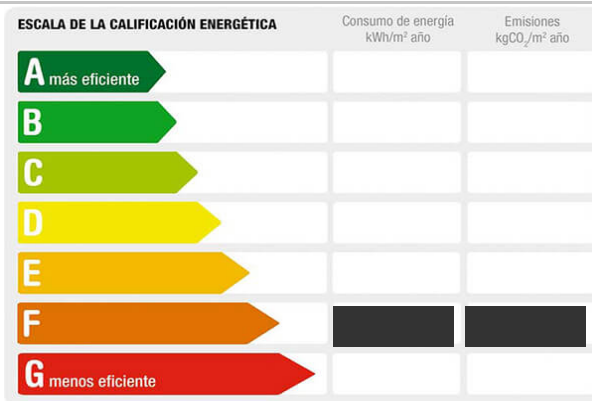 ESCALA DE LA CALIFICACIÓN ENERGÉTICA
Consumo de energía
kWh/m² año
Emisiones
kgCO₂/m² año
A más eficiente
B
C
D
E
F
G menos eficiente